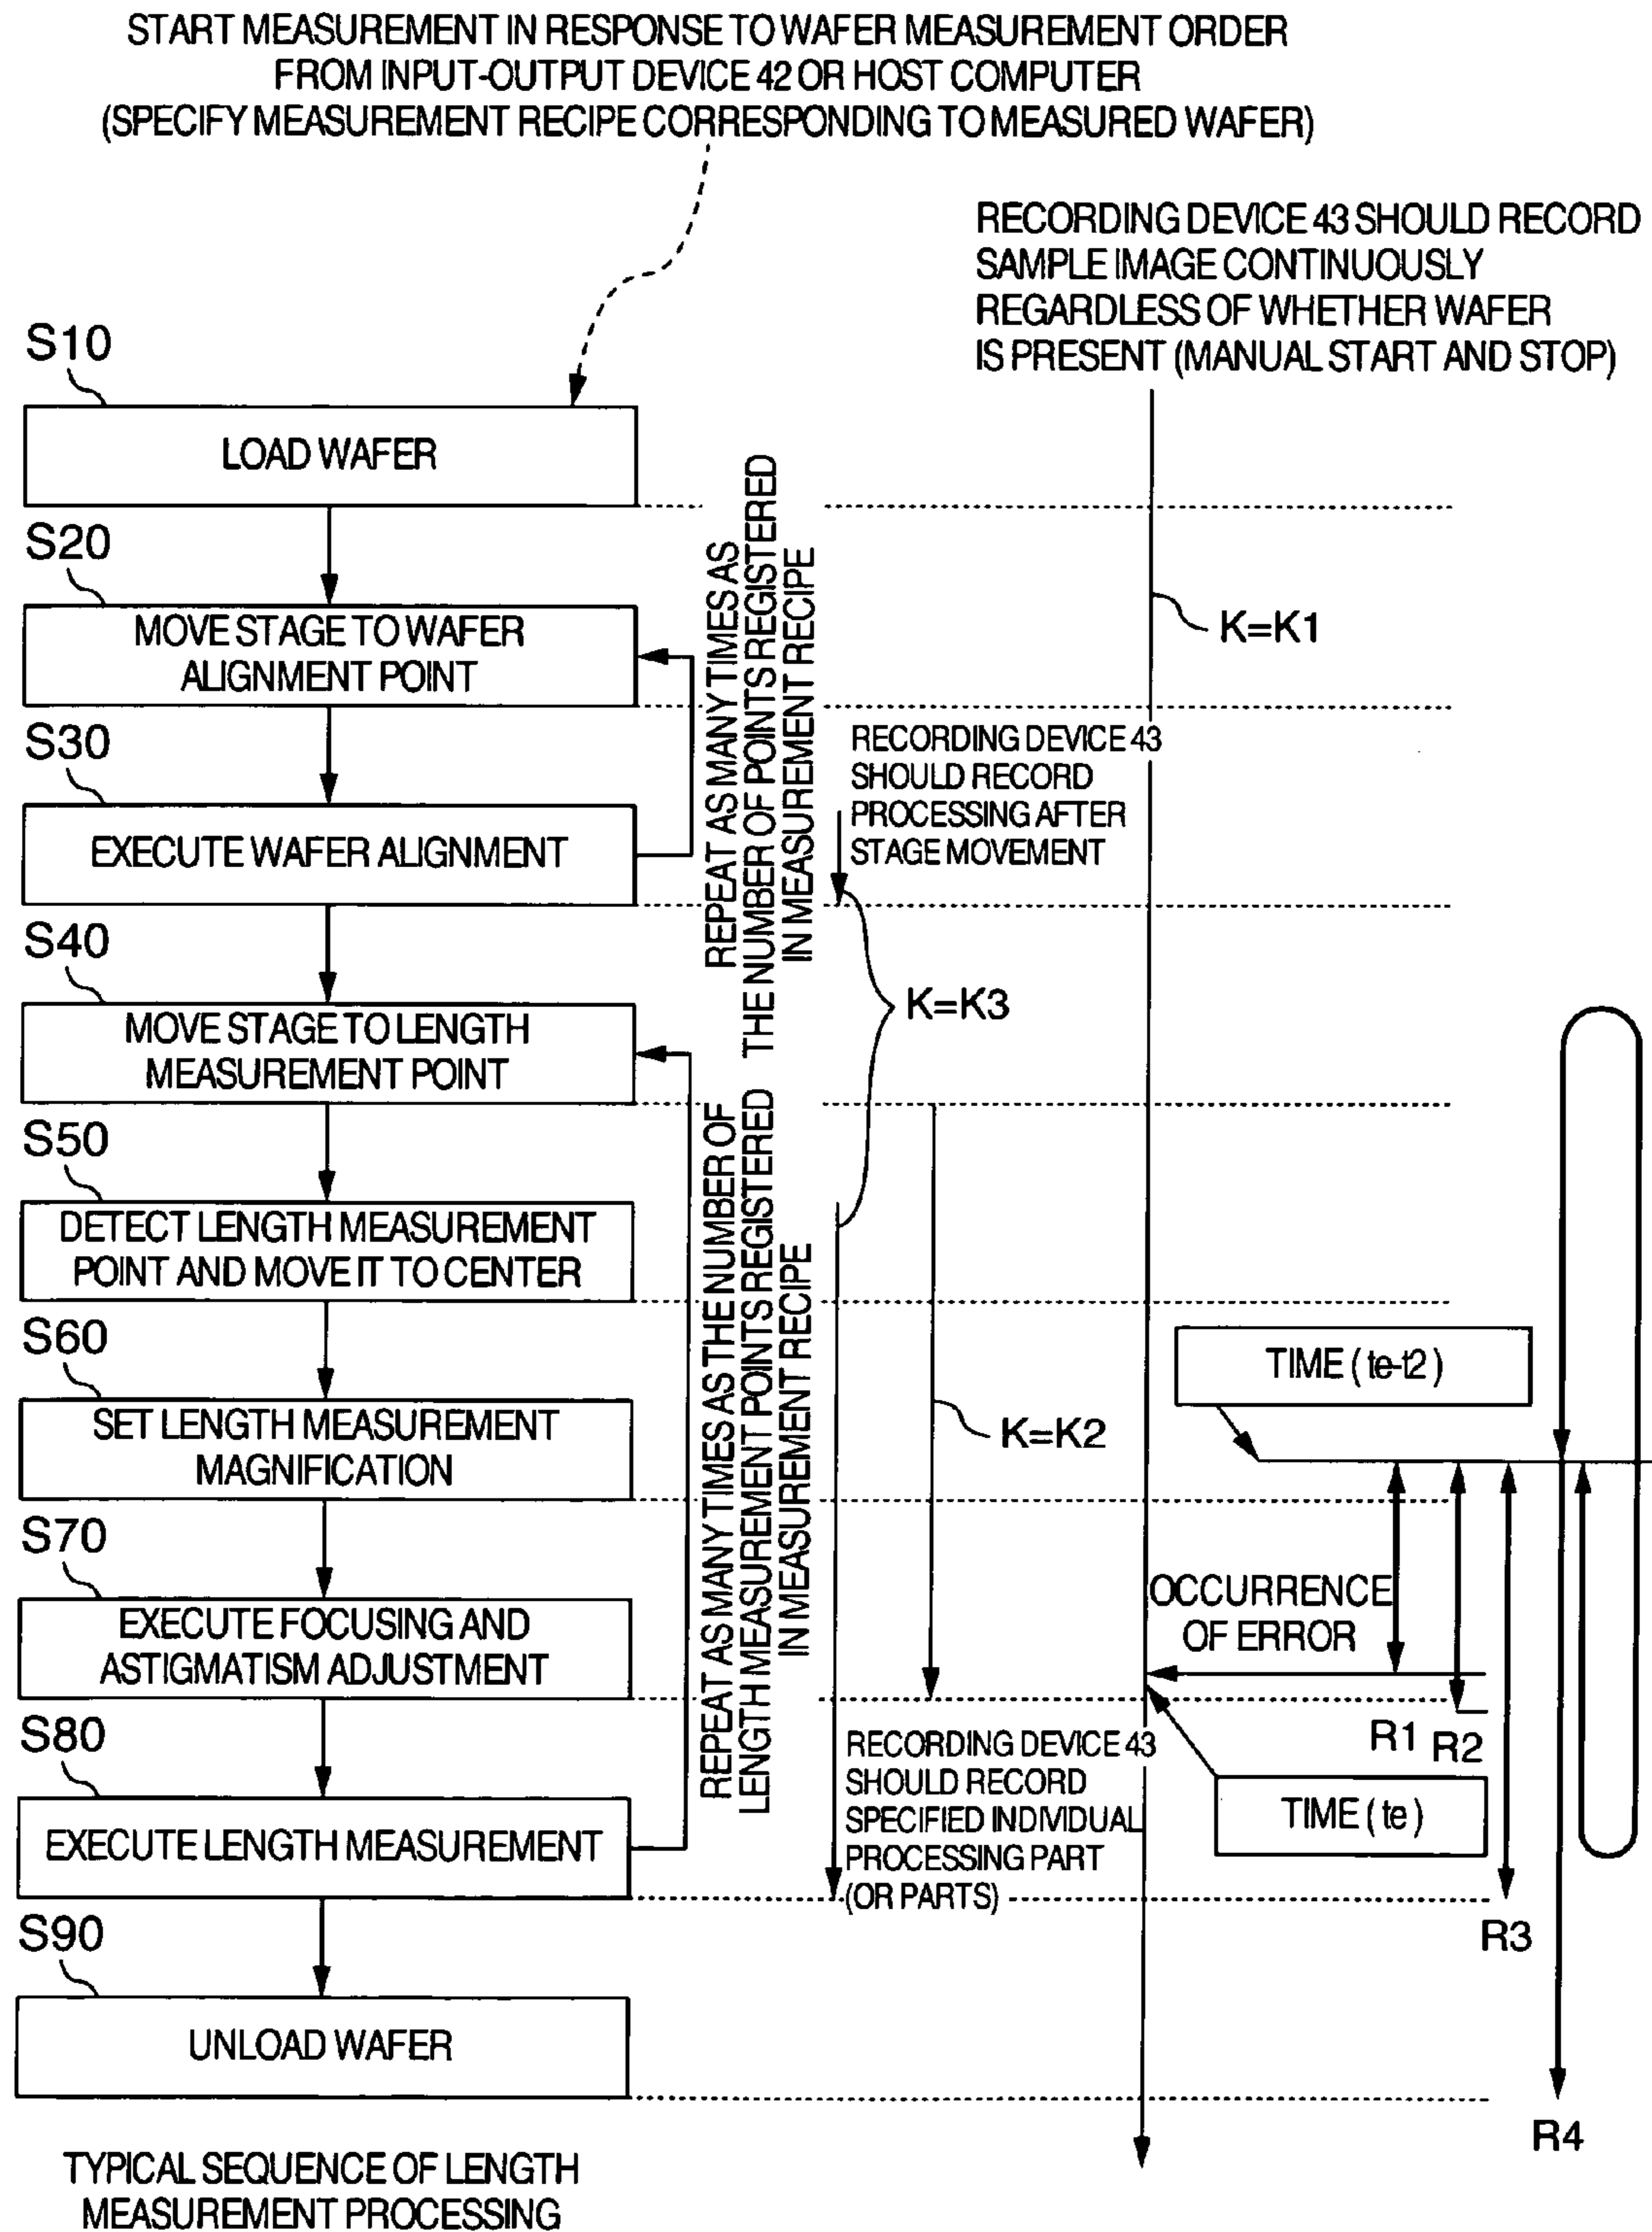 START MEASUREMENT IN RESPONSE TO WAFER MEASUREMENT ORDER
FROM INPUT-OUTPUT DEVICE 42 OR HOST COMPUTER
(SPECIFY MEASUREMENT RECIPE CORRESPONDING TO MEASURED WAFER)
RECORDING DEVICE 43 SHOULD RECORD
SAMPLE IMAGE CONTINUOUSLY
REGARDLESS OF WHETHER WAFER
IS PRESENT (MANUAL START AND STOP)
S10
LOAD WAFER
S20
MOVE STAGE TO WAFER
ALIGNMENT POINT
S30
EXECUTE WAFER ALIGNMENT
REPEAT AS MANY TIMES AS
THE NUMBER OF POINTS REGISTERED
IN MEASUREMENT RECIPE
K=K1
RECORDING DEVICE 43
SHOULD RECORD
PROCESSING AFTER
STAGE MOVEMENT
K=K3
S40
MOVE STAGE TO LENGTH
MEASUREMENT POINT
S50
DETECT LENGTH MEASUREMENT
POINT AND MOVE IT TO CENTER
S60
SET LENGTH MEASUREMENT
MAGNIFICATION
S70
EXECUTE FOCUSING AND
ASTIGMATISM ADJUSTMENT
S80
EXECUTE LENGTH MEASUREMENT
REPEAT AS MANY TIMES AS THE NUMBER OF
LENGTH MEASUREMENT POINTS REGISTERED
IN MEASUREMENT RECIPE
K=K2
TIME (te-t2)
OCCURRENCE
OF ERROR
R1
R2
TIME (te)
RECORDING DEVICE 43
SHOULD RECORD
SPECIFIED INDIVIDUAL
PROCESSING PART
(OR PARTS)
R3
S90
UNLOAD WAFER
R4
TYPICAL SEQUENCE OF LENGTH
MEASUREMENT PROCESSING